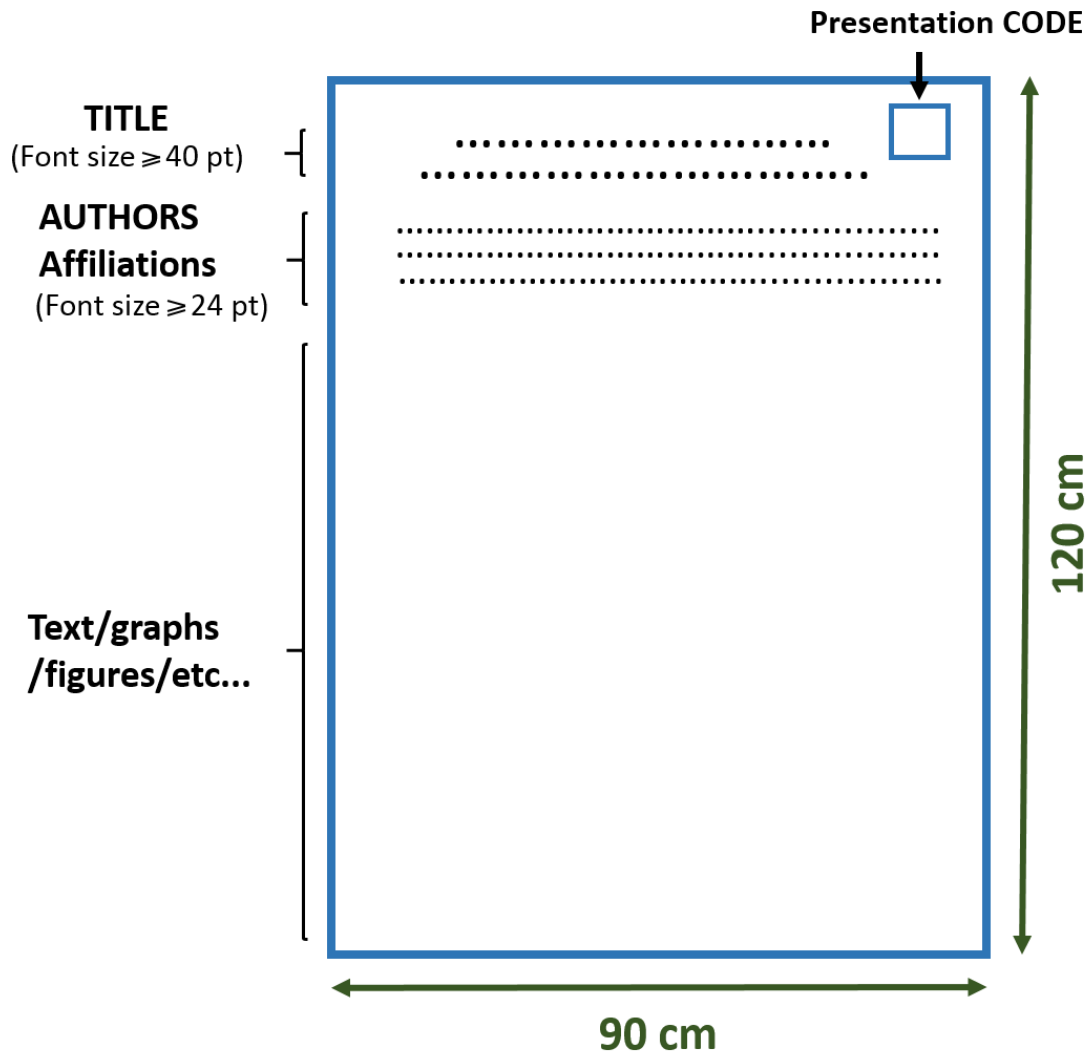 Presentation CODE
TITLE
(Font size ⩾ 40 pt)
AUTHORS
Affiliations
(Font size ⩾ 24 pt)
Text/graphs
/figures/etc...
120 cm
90 cm